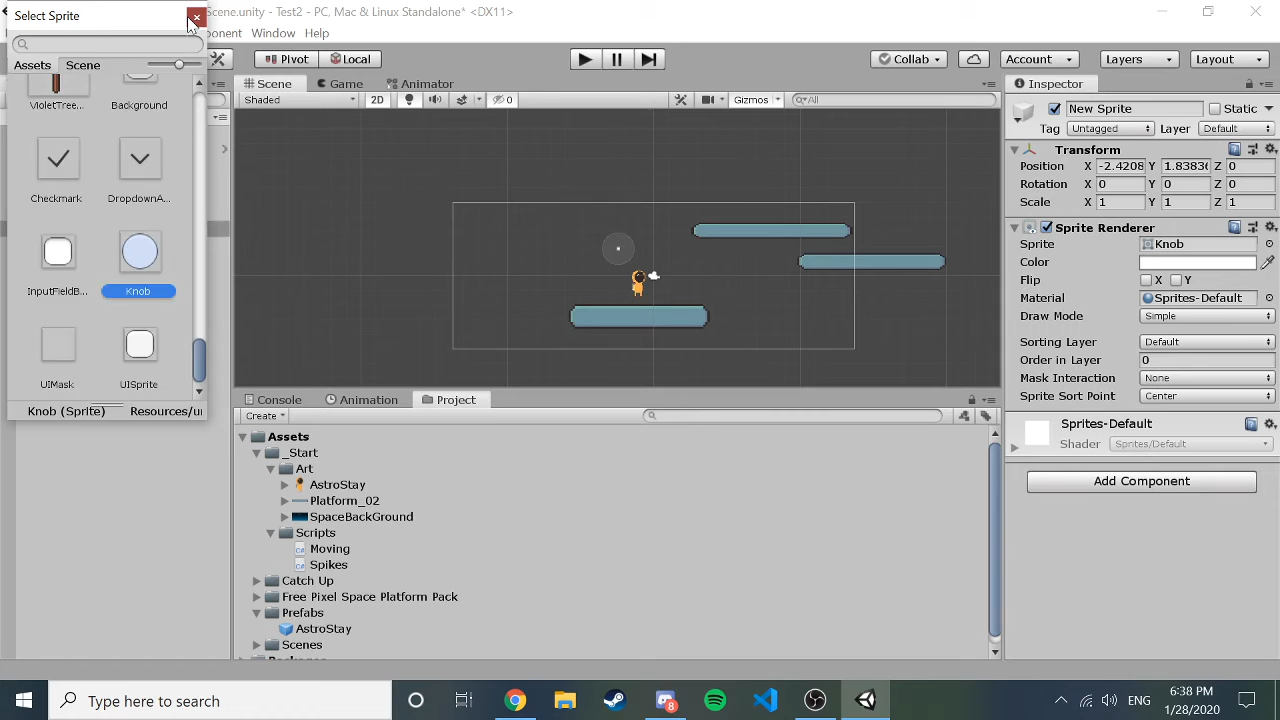 Select Sprite
Scene.unity - Test2 - PC, Mac & Linux Standalone* <DX11>
ponent Window Help
Assets Scene
Pivot Local
Collab Account Layers Layout
Scene Game Animator
Inspector
Shaded 2D 0 Gizmos All
VioletTree... Background
Checkmark DropdownA...
InputFieldB... Knob
UIMask UISprite
Knob (Sprite) Resources/u
New Sprite Static
Tag Untagged Layer Default
Transform
Position X -2.4208 Y 1.8383 Z 0
Rotation X 0 Y 0 Z 0
Scale X 1 Y 1 Z 1
Sprite Renderer
Sprite Knob
Color
Flip X Y
Material Sprites-Default
Draw Mode Simple
Sorting Layer Default
Order in Layer 0
Mask Interaction None
Sprite Sort Point Center
Sprites-Default
Shader Sprites/Default
Add Component
Console Animation Project
Create
Assets
_Start
Art
AstroStay
Platform_02
SpaceBackGround
Scripts
C# Moving
C# Spikes
Catch Up
Free Pixel Space Platform Pack
Prefabs
AstroStay
Scenes
Type here to search
8
ENG
6:38 PM
1/28/2020